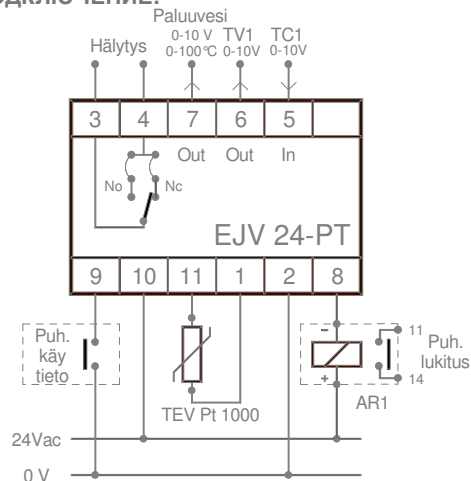 ПОДКЛЮЧЕНИЕ:
Paluuvesi
Hälytys
0-10 V
0-100°C
TV1
0-10V
TC1
0-10V
3 4 7 6 5
Out Out In
No Nc
EJV 24-PT
9 10 11 1 2 8
Puh.
käy
tieto
TEV Pt 1000
-
+
11
14
Puh.
lukitus
AR1
24Vac
0 V